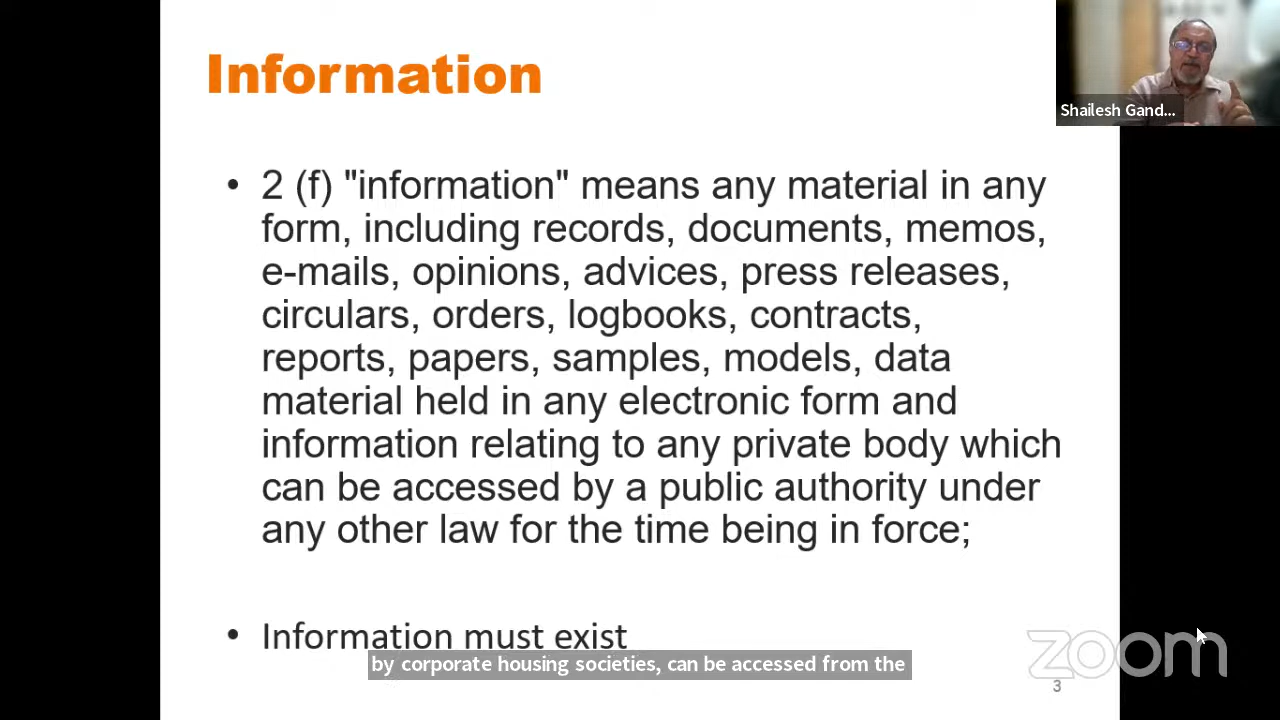 Information
Shailesh Gand...
• 2 (f) "information" means any material in any
form, including records, documents, memos,
e-mails, opinions, advices, press releases,
circulars, orders, logbooks, contracts,
reports, papers, samples, models, data
material held in any electronic form and
information relating to any private body which
can be accessed by a public authority under
any other law for the time being in force;
• Information must exist
by corporate housing societies, can be accessed from the
zoom
3